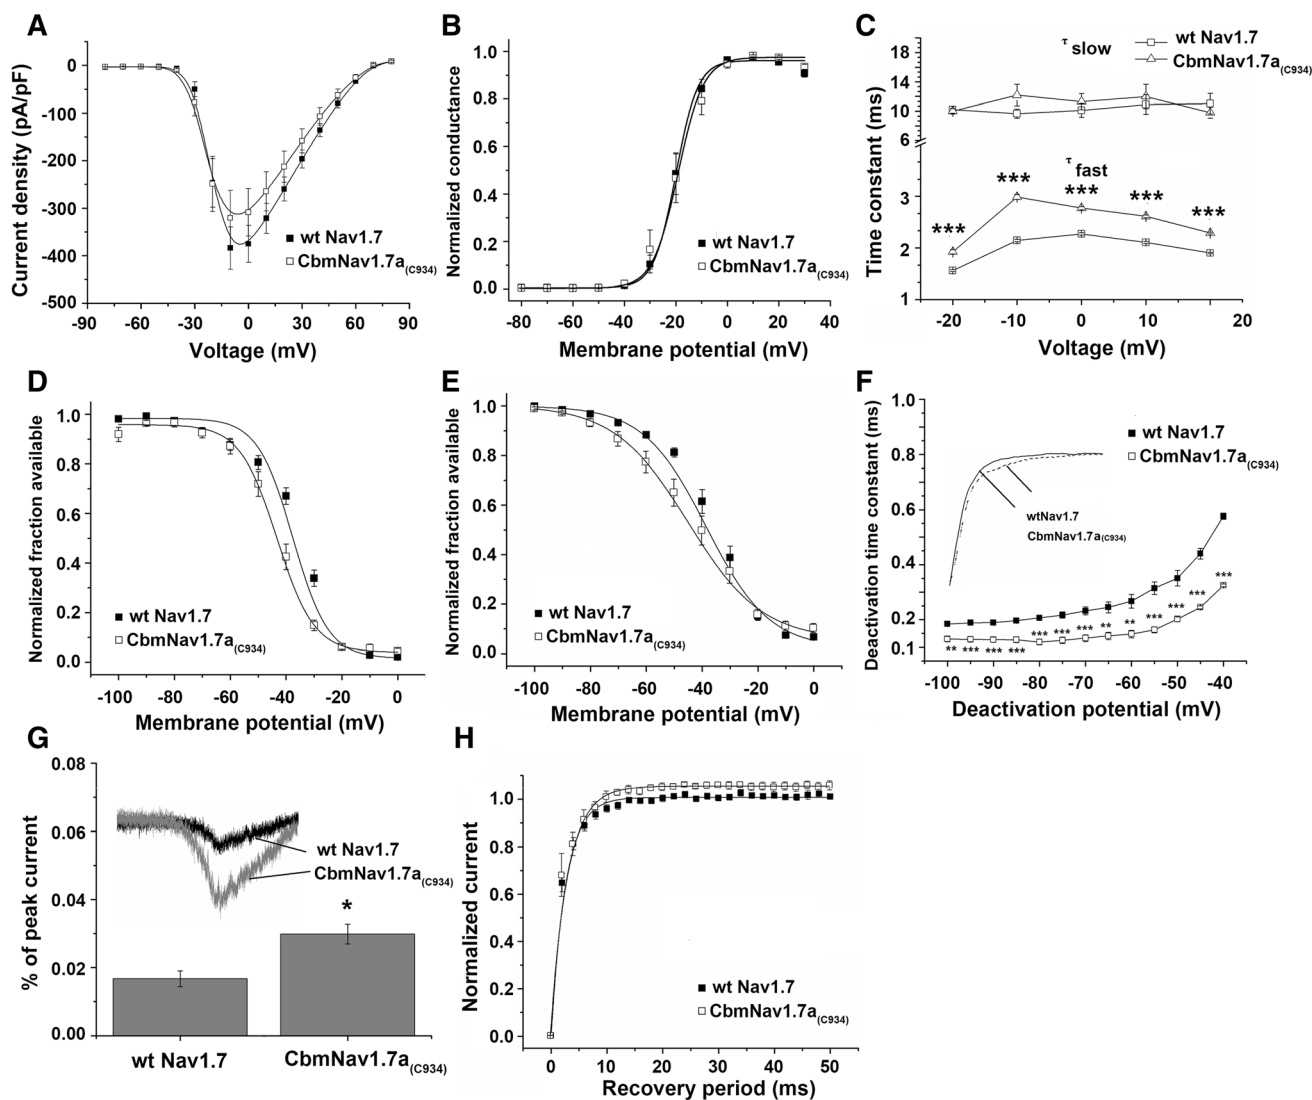 A
Current density (pA/pF)
0
-100
-200
-300
-400
-500
-90 -60 -30 0 30 60 90
Voltage (mV)
wt Nav1.7
CbmNav1.7a(C934)
B
Normalized conductance
1.0
0.8
0.6
0.4
0.2
0.0
-80 -60 -40 -20 0 20 40
Membrane potential (mV)
wt Nav1.7
CbmNav1.7a(C934)
C
Time constant (ms)
18
14
10
6
3
2
1
-20 -10 0 10 20
Voltage (mV)
τ slow
wt Nav1.7
CbmNav1.7a(C934)
τ fast
*** *** *** *** ***
D
Normalized fraction available
1.0
0.8
0.6
0.4
0.2
0.0
-100 -80 -60 -40 -20 0
Membrane potential (mV)
wt Nav1.7
CbmNav1.7a(C934)
E
Normalized fraction available
1.0
0.8
0.6
0.4
0.2
0.0
-100 -80 -60 -40 -20 0
Membrane potential (mV)
wt Nav1.7
CbmNav1.7a(C934)
F
Deactivation time constant (ms)
1.0
0.8
0.6
0.4
0.2
0.1
-100 -90 -80 -70 -60 -50 -40
Deactivation potential (mV)
wt Nav1.7
CbmNav1.7a(C934)
wtNav1.7
CbmNav1.7a(C934)
** *** *** *** *** *** *** ** ** *** *** *** ***
G
% of peak current
0.08
0.06
0.04
0.02
0.00
wt Nav1.7
CbmNav1.7a(C934)
*
wt Nav1.7 CbmNav1.7a(C934)
H
Normalized current
1.0
0.8
0.6
0.4
0.2
0.0
0 10 20 30 40 50
Recovery period (ms)
wt Nav1.7
CbmNav1.7a(C934)